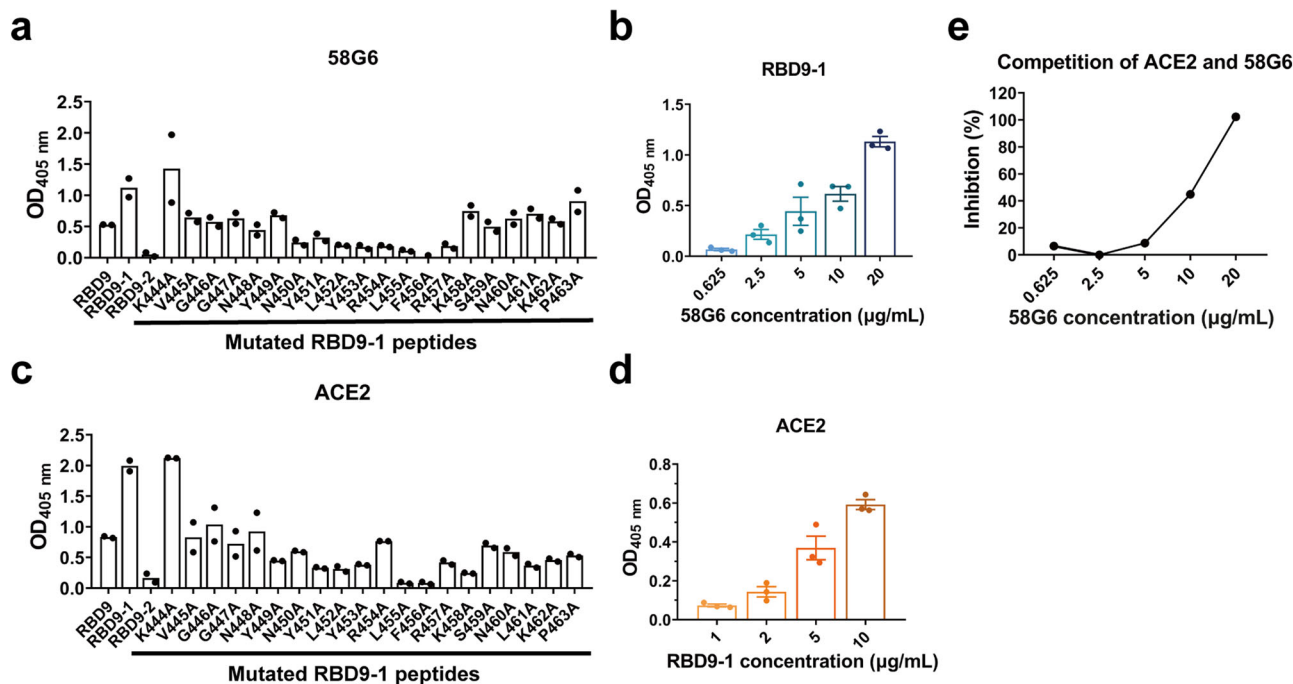 a
58G6
OD405 nm
2.5
2.0
1.5
1.0
0.5
0.0
RBD9
RBD9-1
RBD9-2
K444A
V445A
G446A
G447A
N448A
Y449A
N450A
Y451A
L452A
Y453A
R454A
L455A
F456A
R457A
K458A
S459A
N460A
L461A
K462A
P463A
Mutated RBD9-1 peptides
b
RBD9-1
OD405 nm
1.5
1.0
0.5
0.0
0.625
2.5
5
10
20
58G6 concentration (µg/mL)
e
Competition of ACE2 and 58G6
Inhibtion (%)
120
100
80
60
40
20
0
0.625
2.5
5
10
20
58G6 concentration (µg/mL)
c
ACE2
OD405 nm
2.5
2.0
1.5
1.0
0.5
0.0
RBD9
RBD9-1
RBD9-2
K444A
V445A
G446A
G447A
N448A
Y449A
N450A
Y451A
L452A
Y453A
R454A
L455A
F456A
R457A
K458A
S459A
N460A
L461A
K462A
P463A
Mutated RBD9-1 peptides
d
ACE2
OD405 nm
0.8
0.6
0.4
0.2
0.0
1
2
5
10
RBD9-1 concentration (µg/mL)